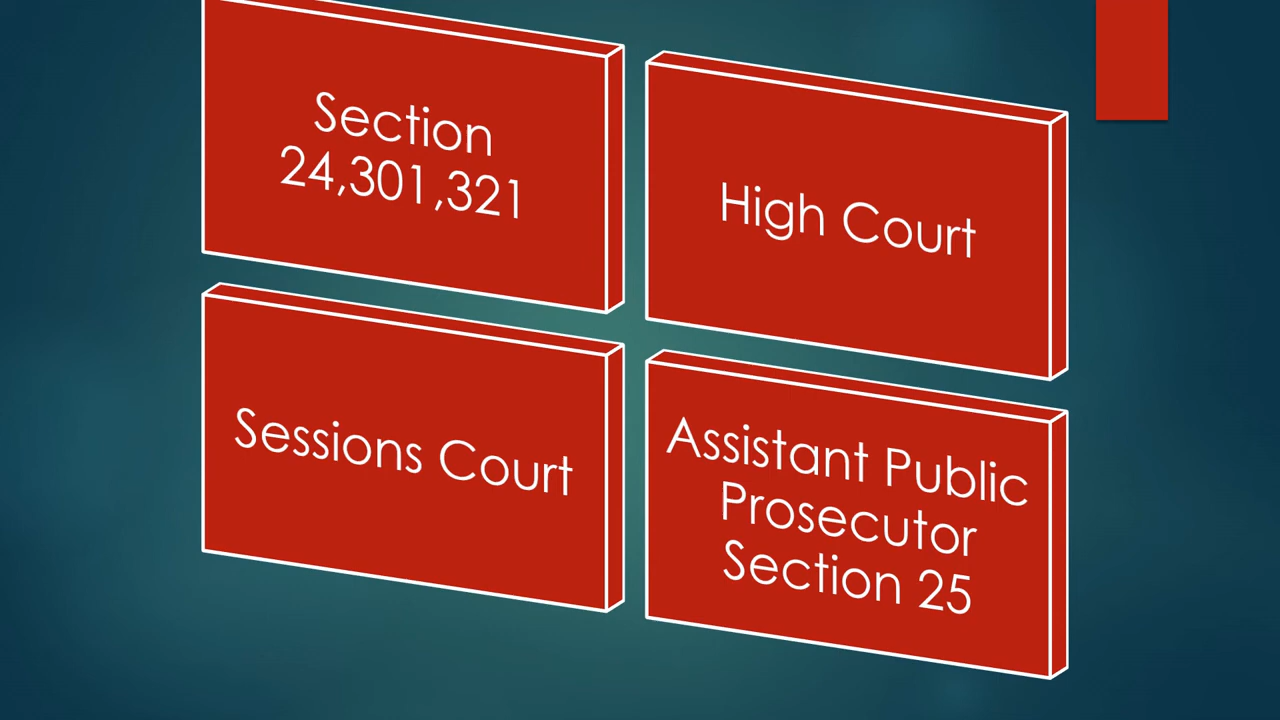 Section
24,301,321
High Court
Sessions Court
Assistant Public
Prosecutor
Section 25